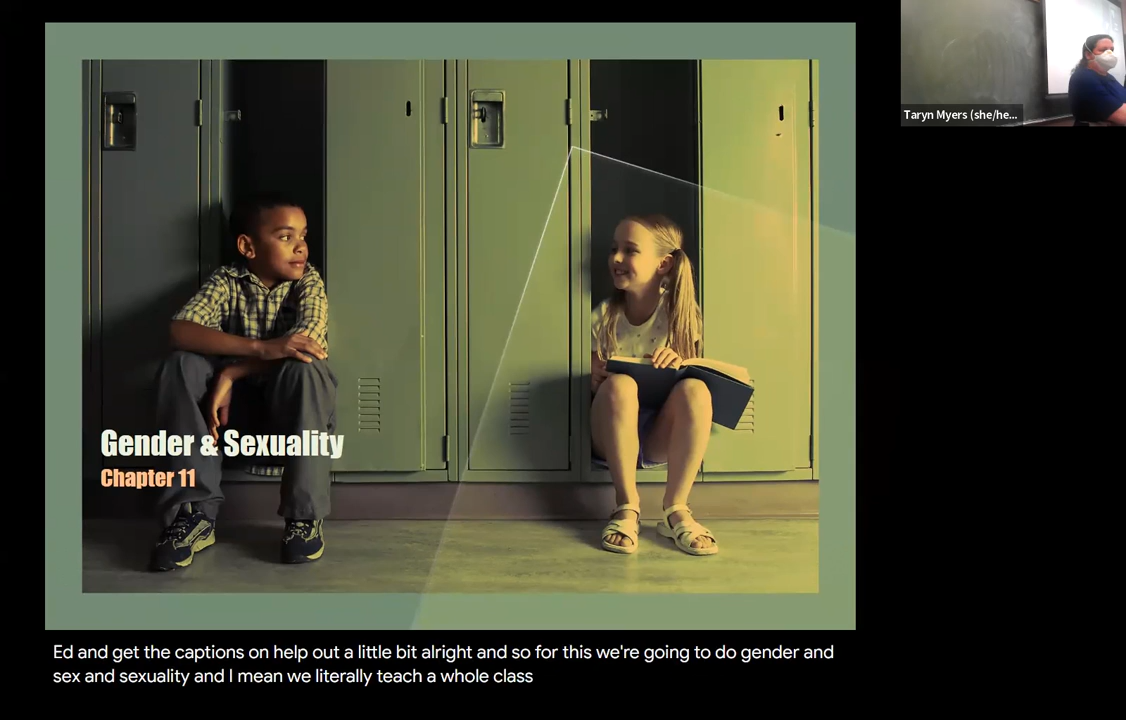 Taryn Myers (she/he...
Gender & Sexuality
Chapter 11
Ed and get the captions on help out a little bit alright and so for this we're going to do gender and
sex and sexuality and I mean we literally teach a whole class